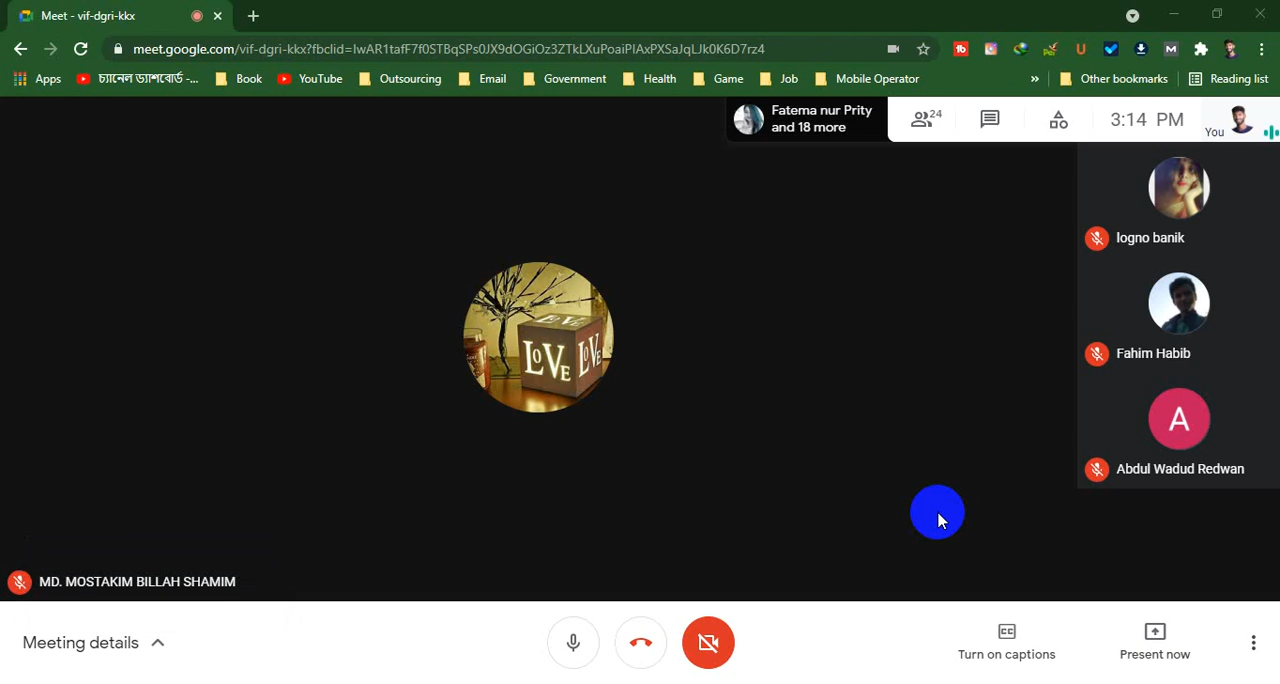 Meet - vif-dgri-kkx
meet.google.com/vif-dgri-kkx?fbclid=IwAR1tafF7f0STBqSPs0JX9dOGiOz3ZTkLXuPoaiPIAxPXSaJqLJk0K6D7rz4
Apps চ্যানেল ড্যাশবোর্ড -... Book YouTube Outsourcing Email Government Health Game Job Mobile Operator » Other bookmarks Reading list
Fatema nur Prity
and 18 more
24
3:14 PM
You
logno banik
Fahim Habib
A
Abdul Wadud Redwan
LOVE
LOVE
LOVE
MD. MOSTAKIM BILLAH SHAMIM
Meeting details
CC
Turn on captions
Present now